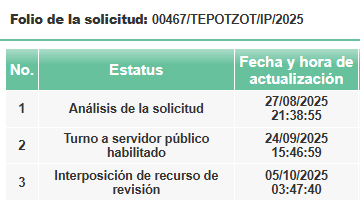 Folio de la solicitud: 00467/TEPOTZOT/IP/2025
No. Estatus Fecha y hora de
actualización
1 Análisis de la solicitud 27/08/2025
21:38:55
2 Turno a servidor público
habilitado 24/09/2025
15:46:59
3 Interposición de recurso de
revisión 05/10/2025
03:47:40